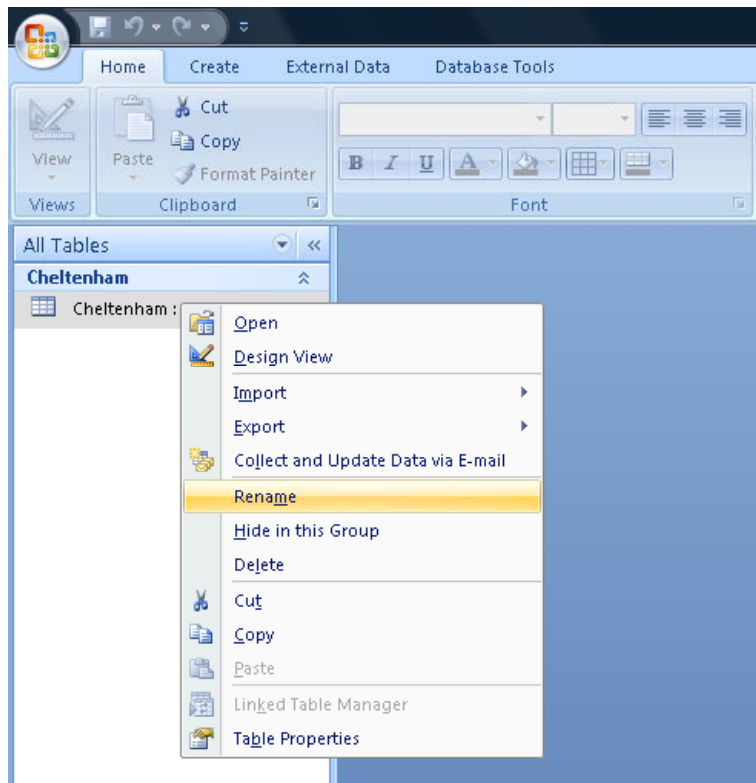 Home Create External Data Database Tools
View
Paste
Cut
Copy
Format Painter
B I U A
Views Clipboard Font
All Tables
Cheltenham
Cheltenham :
Open
Design View
Import
Export
Collect and Update Data via E-mail
Rename
Hide in this Group
Delete
Cut
Copy
Paste
Linked Table Manager
Table Properties